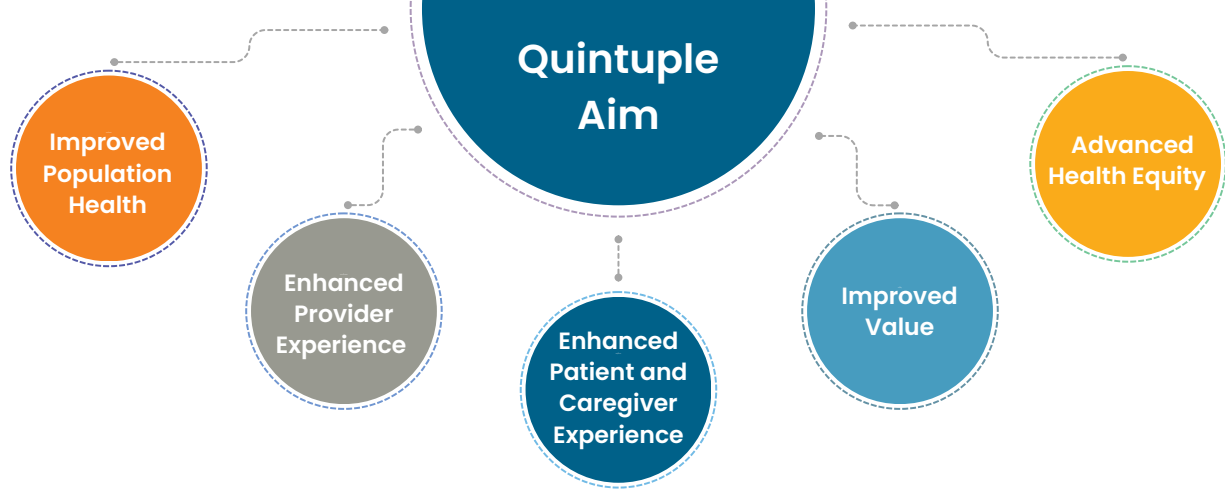 Quintuple
Aim
Improved
Population
Health
Enhanced
Provider
Experience
Enhanced
Patient and
Caregiver
Experience
Improved
Value
Advanced
Health Equity